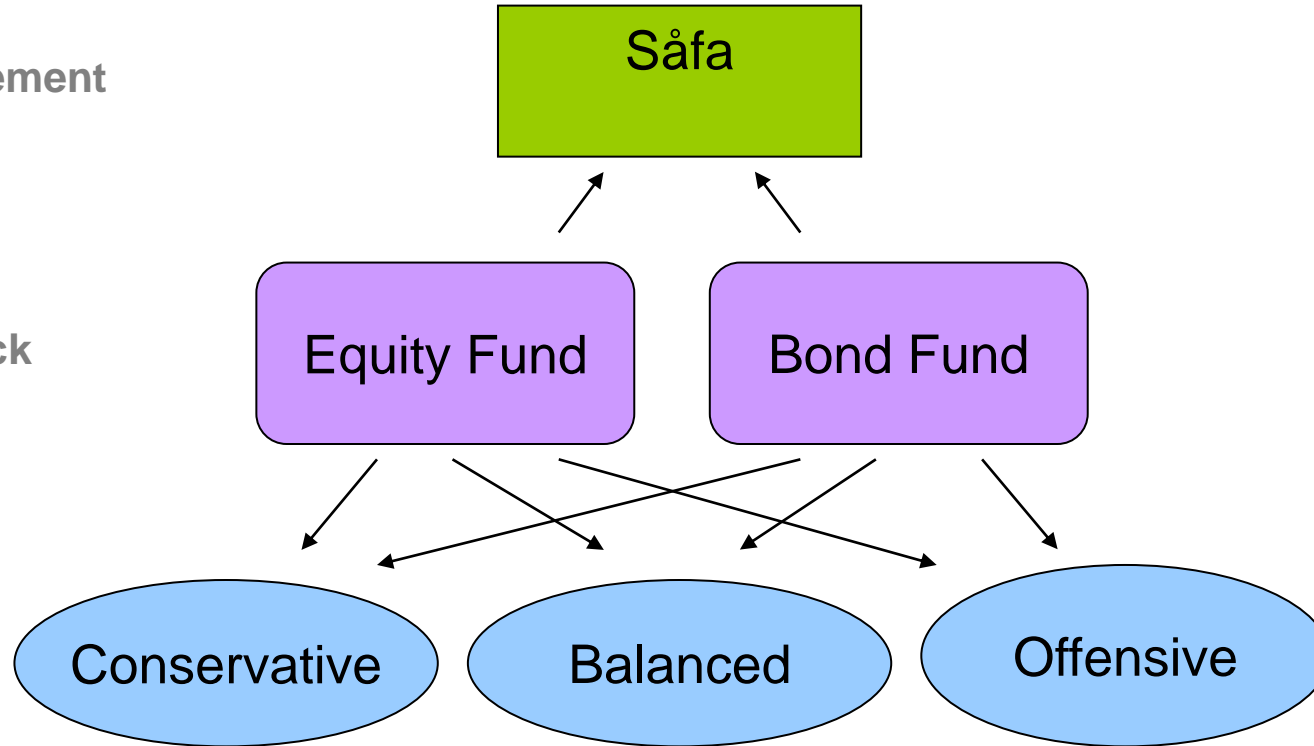 Såfa
ement
ck
Equity Fund
Bond Fund
Conservative
Balanced
Offensive